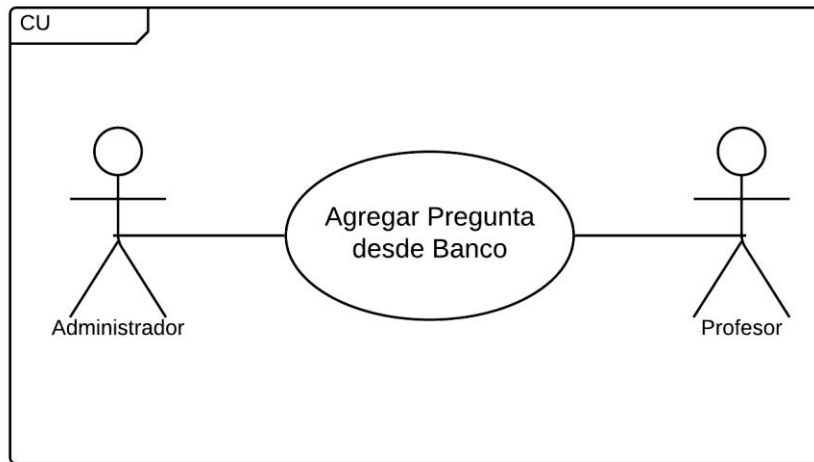 CU
Agregar Pregunta
desde Banco
Administrador
Profesor